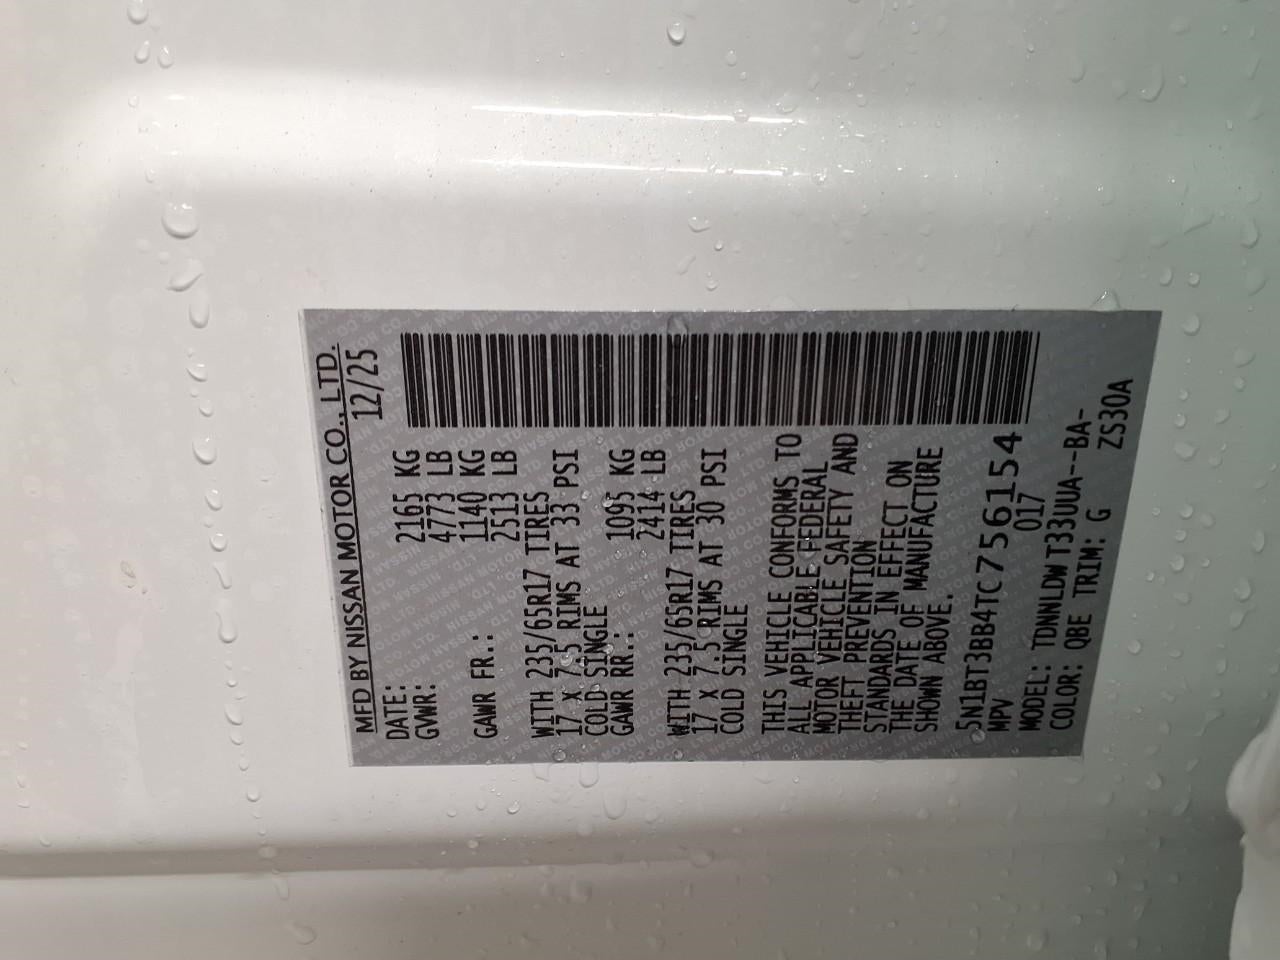 MFD BY NISSAN MOTOR CO., LTD.
DATE: 12/25
GVWR: 2165 KG
4773 LB
GAWR FR.: 1140 KG
2513 LB
WITH 235/65R17 TIRES
17 X 7.5 RIMS AT 33 PSI
COLD SINGLE
GAWR RR.: 1095 KG
2414 LB
WITH 235/65R17 TIRES
17 X 7.5 RIMS AT 30 PSI
COLD SINGLE
THIS VEHICLE CONFORMS TO
ALL APPLICABLE FEDERAL
MOTOR VEHICLE SAFETY AND
THEFT PREVENTION
STANDARDS IN EFFECT ON
THE DATE OF MANUFACTURE
SHOWN ABOVE.
5N1BT3BB4TC756154
MPV 017
MODEL: TDNNLDW T33UUA--BA-
COLOR: QBE TRIM: G ZS30A